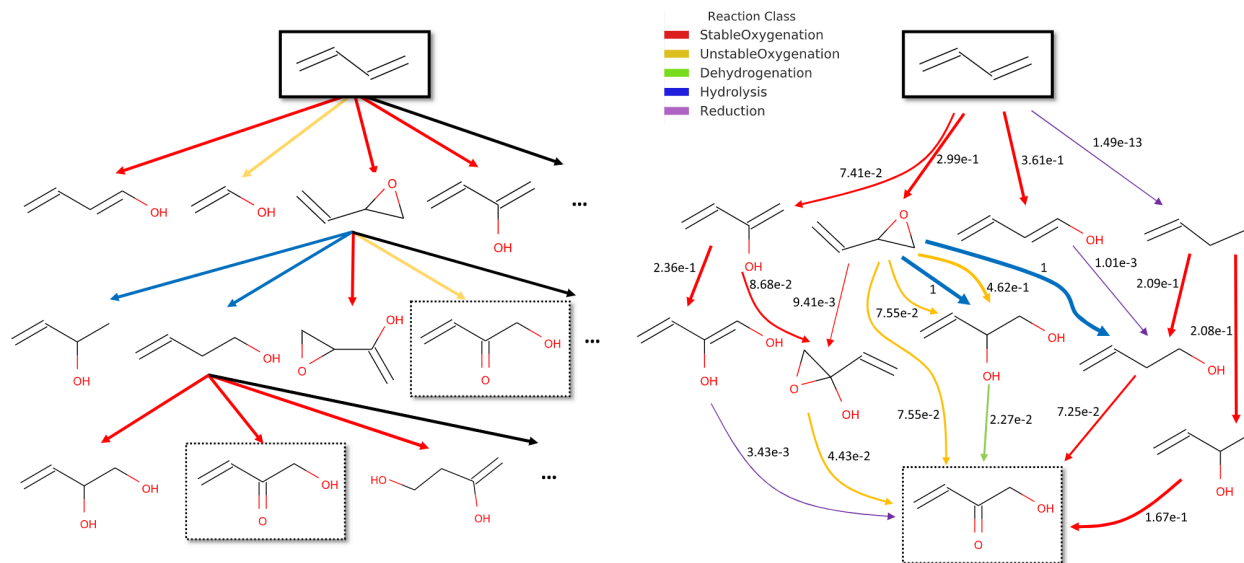 Reaction Class
StableOxygenation
UnstableOxygenation
Dehydrogenation
Hydrolysis
Reduction
OH
OH
O
OH
...
OH
OH
OH
O
OH
O
...
OH
OH
OH
O
HO
OH
...
7.41e-2
2.99e-1
3.61e-1
1.49e-13
OH
O
OH
2.36e-1
8.68e-2
9.41e-3
7.55e-2
1
4.62e-1
1
1.01e-3
2.09e-1
2.08e-1
OH
OH
O
OH
OH
OH
OH
3.43e-3
4.43e-2
7.55e-2
2.27e-2
7.25e-2
OH
1.67e-1
OH
O